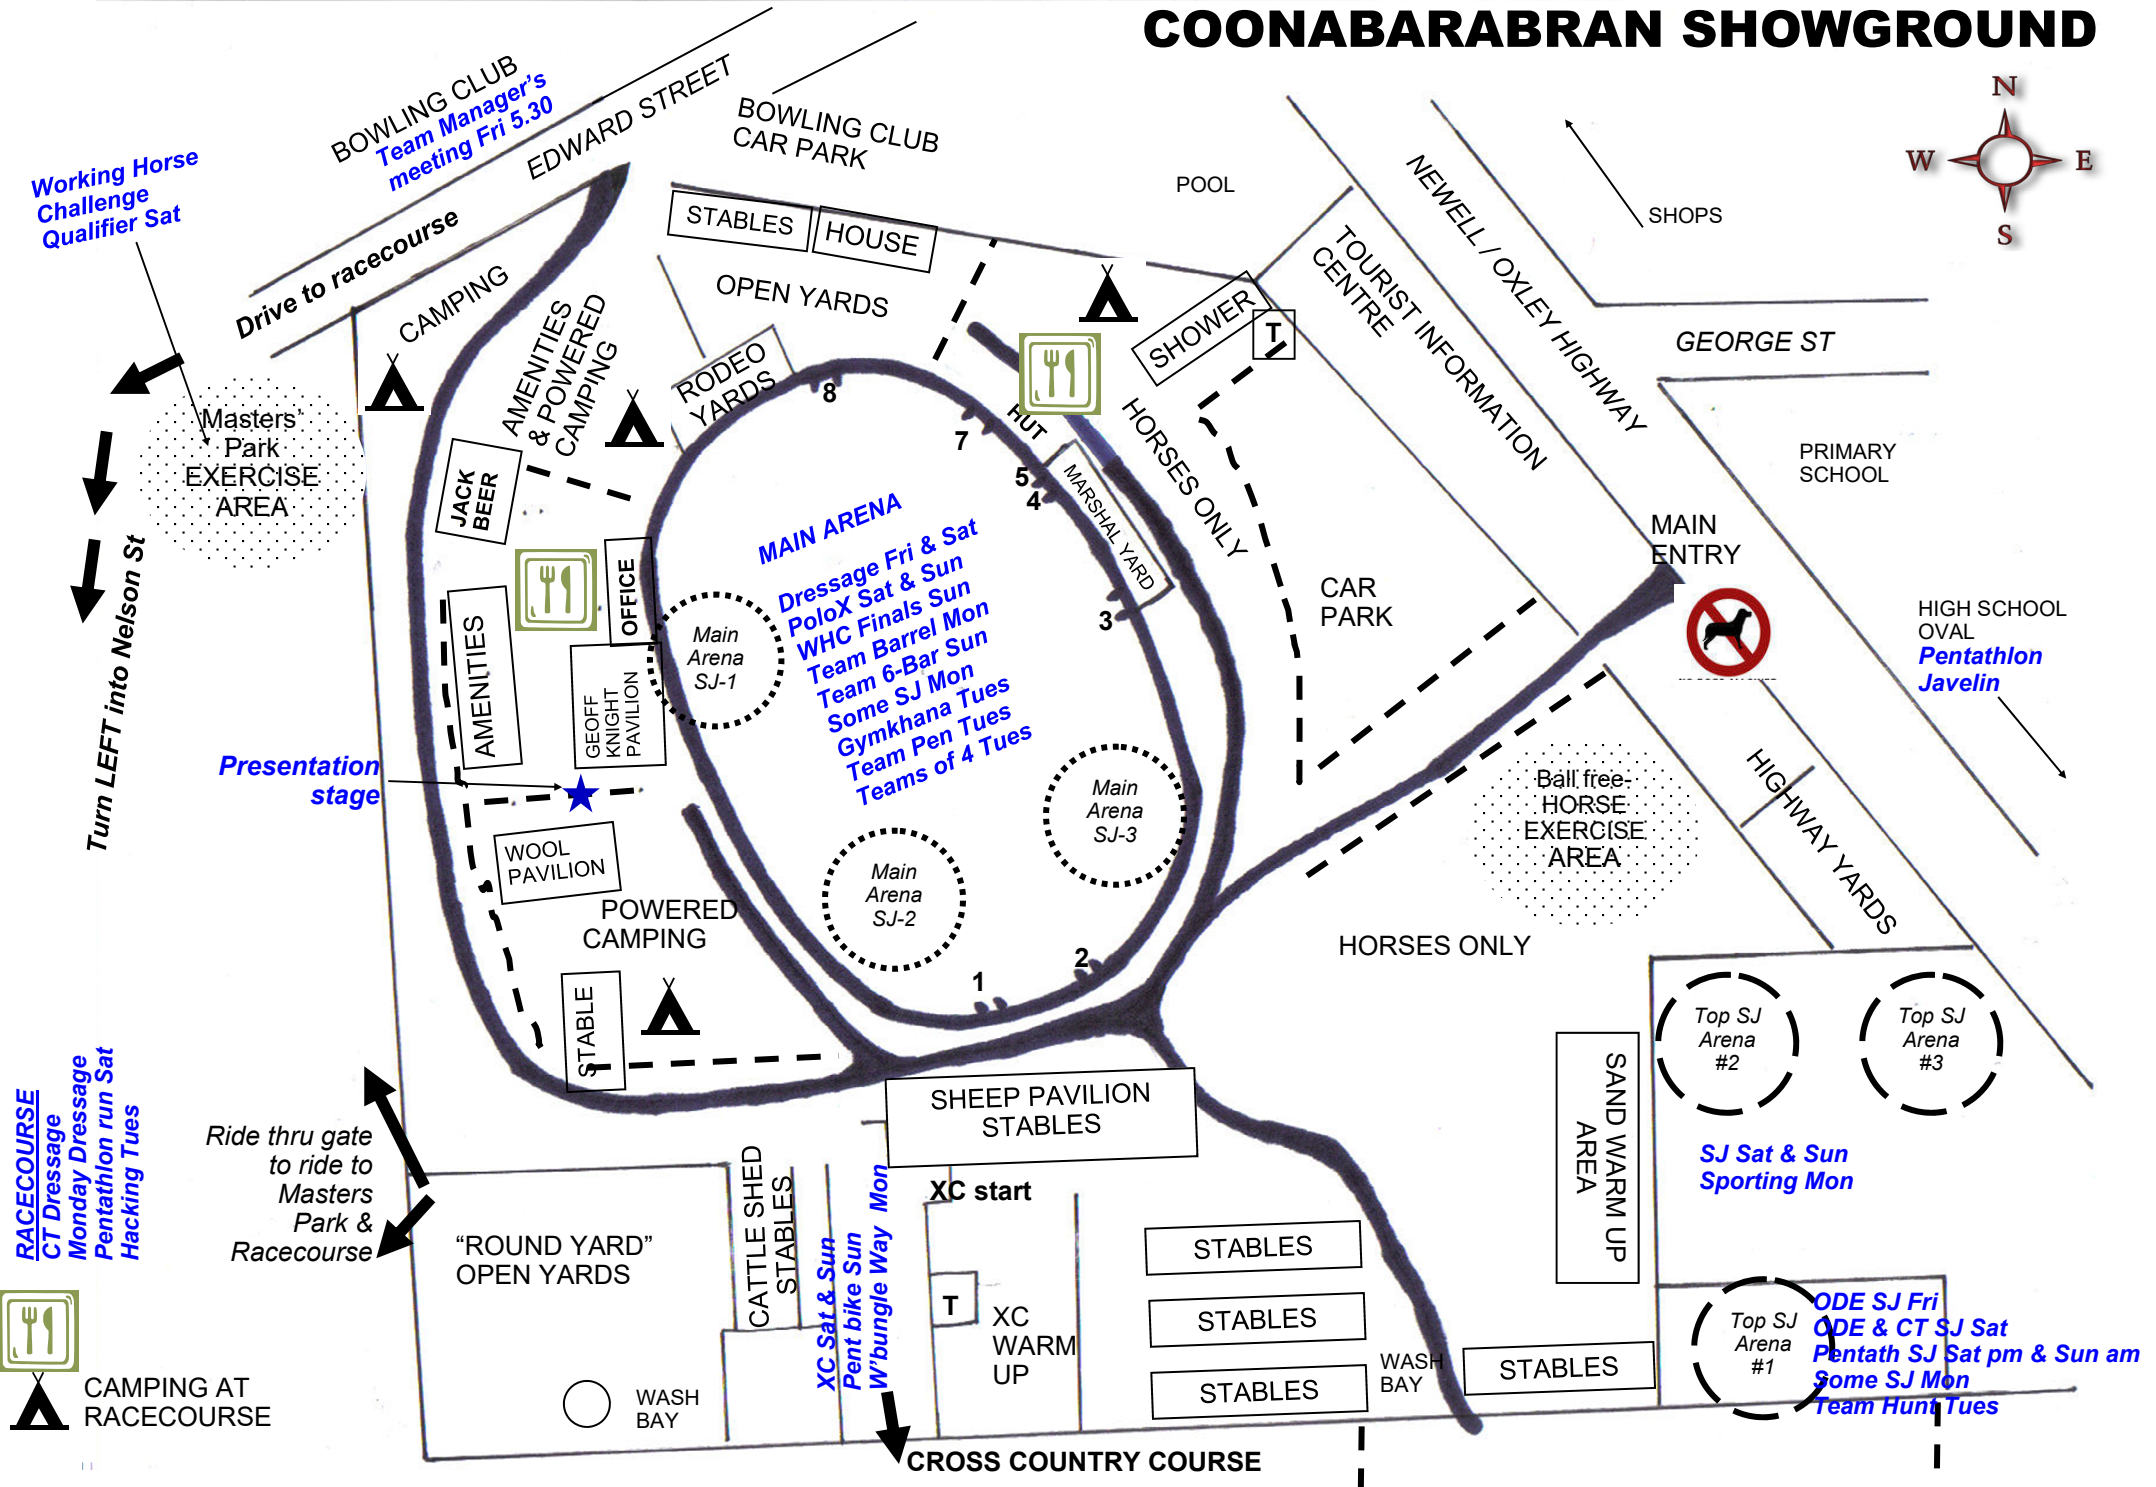 COONABARABRAN SHOWGROUND
N
W
E
S
BOWLING CLUB
Team Manager's
meeting Fri 5.30
EDWARD STREET
BOWLING CLUB
CAR PARK
Working Horse
Challenge
Qualifier Sat
Drive to racecourse
CAMPING
AMENITIES
& POWERED
CAMPING
STABLES
HOUSE
OPEN YARDS
RODEO
YARDS
POOL
SHOPS
NEWELL / OXLEY HIGHWAY
TOURIST INFORMATION
CENTRE
GEORGE ST
SHOWER
T
HUT
HORSES ONLY
MARSHAL YARD
8
7
5
4
3
2
1
PRIMARY
SCHOOL
MAIN
ENTRY
HIGH SCHOOL
OVAL
Pentathlon
Javelin
CAR
PARK
Masters'
Park
EXERCISE
AREA
Turn LEFT into Nelson St
JACK
BEER
OFFICE
AMENITIES
GEOFF
KNIGHT
PAVILION
Presentation
stage
WOOL
PAVILION
POWERED
CAMPING
STABLE
MAIN ARENA
Dressage Fri & Sat
PoloX Sat & Sun
WHC Finals Sun
Team Barrel Mon
Team 6-Bar Sun
Some SJ Mon
Gymkhana Tues
Team Pen Tues
Teams of 4 Tues
Main
Arena
SJ-1
Main
Arena
SJ-2
Main
Arena
SJ-3
Ball free-
HORSE
EXERCISE
AREA
HIGHWAY YARDS
HORSES ONLY
Top SJ
Arena
#2
Top SJ
Arena
#3
SAND WARM UP
AREA
SJ Sat & Sun
Sporting Mon
SHEEP PAVILION
STABLES
RACECOURSE
CT Dressage
Monday Dressage
Pentathlon run Sat
Hacking Tues
Ride thru gate
to ride to
Masters
Park &
Racecourse
"ROUND YARD"
OPEN YARDS
CATTLE SHED
STABLES
XC Sat & Sun
Pent bike Sun
W'bungle Way Mon
XC start
T
XC
WARM
UP
STABLES
STABLES
STABLES
WASH
BAY
STABLES
Top SJ
Arena
#1
ODE SJ Fri
ODE & CT SJ Sat
Pentath SJ Sat pm & Sun am
Some SJ Mon
Team Hunt Tues
WASH
BAY
CAMPING AT
RACECOURSE
CROSS COUNTRY COURSE